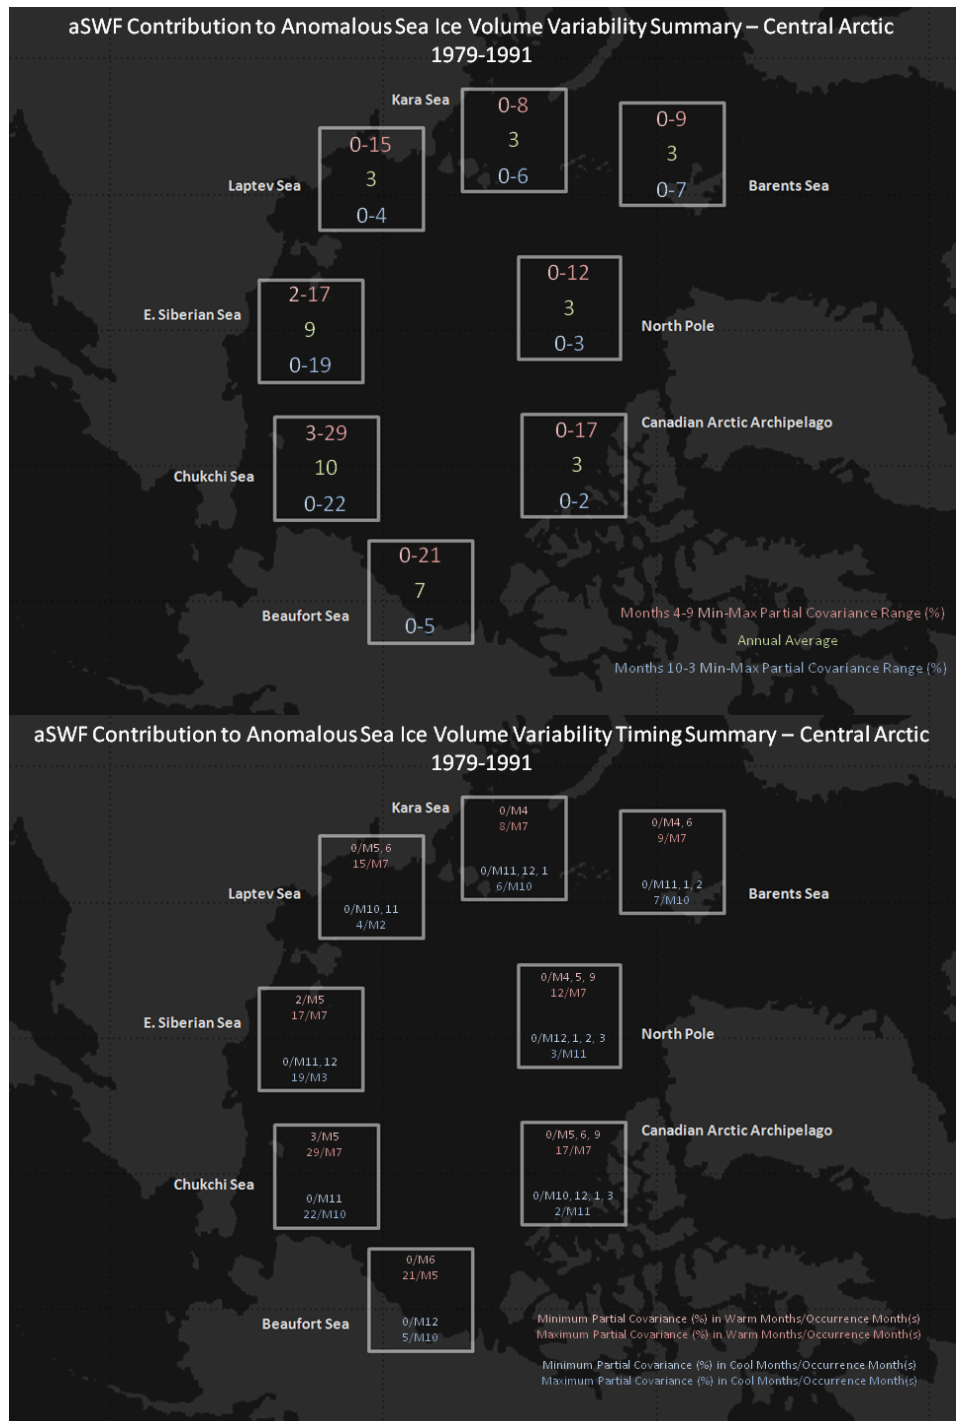 aSWF Contribution to Anomalous Sea Ice Volume Variability Summary – Central Arctic
1979-1991
Kara Sea
0-8
3
0-6
0-9
3
0-7
Barents Sea
Laptev Sea
0-15
3
0-4
E. Siberian Sea
2-17
9
0-19
0-12
3
0-3
North Pole
Chukchi Sea
3-29
10
0-22
Canadian Arctic Archipelago
0-17
3
0-2
Beaufort Sea
0-21
7
0-5
Months 4-9 Min-Max Partial Covariance Range (%)
Annual Average
Months 10-3 Min-Max Partial Covariance Range (%)
aSWF Contribution to Anomalous Sea Ice Volume Variability Timing Summary – Central Arctic
1979-1991
Kara Sea
0/M4
8/M7
0/M11, 12, 1
6/M10
0/M4, 6
9/M7
0/M11, 1, 2
7/M10
Barents Sea
Laptev Sea
0/M5, 6
15/M7
0/M10, 11
4/M2
E. Siberian Sea
2/M5
17/M7
0/M11, 12
19/M3
0/M4, 5, 9
12/M7
0/M12, 1, 2, 3
3/M11
North Pole
Chukchi Sea
3/M5
29/M7
0/M11
22/M10
Canadian Arctic Archipelago
0/M5, 6, 9
17/M7
0/M10, 12, 1, 3
2/M11
Beaufort Sea
0/M6
21/M5
0/M12
5/M10
Minimum Partial Covariance (%) in Warm Months/Occurrence Month(s)
Maximum Partial Covariance (%) in Warm Months/Occurrence Month(s)
Minimum Partial Covariance (%) in Cool Months/Occurrence Month(s)
Maximum Partial Covariance (%) in Cool Months/Occurrence Month(s)